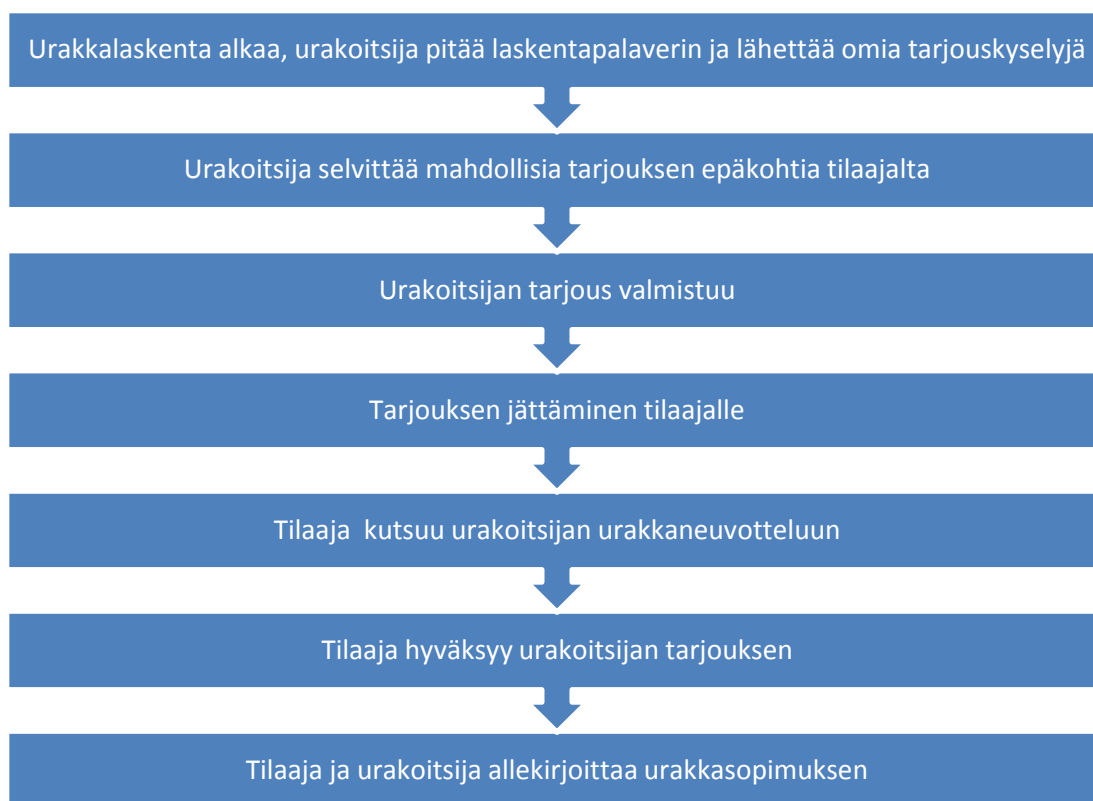 Urakkalaskenta alkaa, urakoitsija pitää laskentapalaverin ja lähettää omia tarjouskyselyjä
Urakoitsija selvittää mahdollisia tarjouksen epäkohtia tilaajalta
Urakoitsijan tarjous valmistuu
Tarjouksen jättäminen tilaajalle
Tilaaja kutsuu urakoitsijan urakkaneuvotteluun
Tilaaja hyväksyy urakoitsijan tarjouksen
Tilaaja ja urakoitsija allekirjoittaa urakkasopimuksen